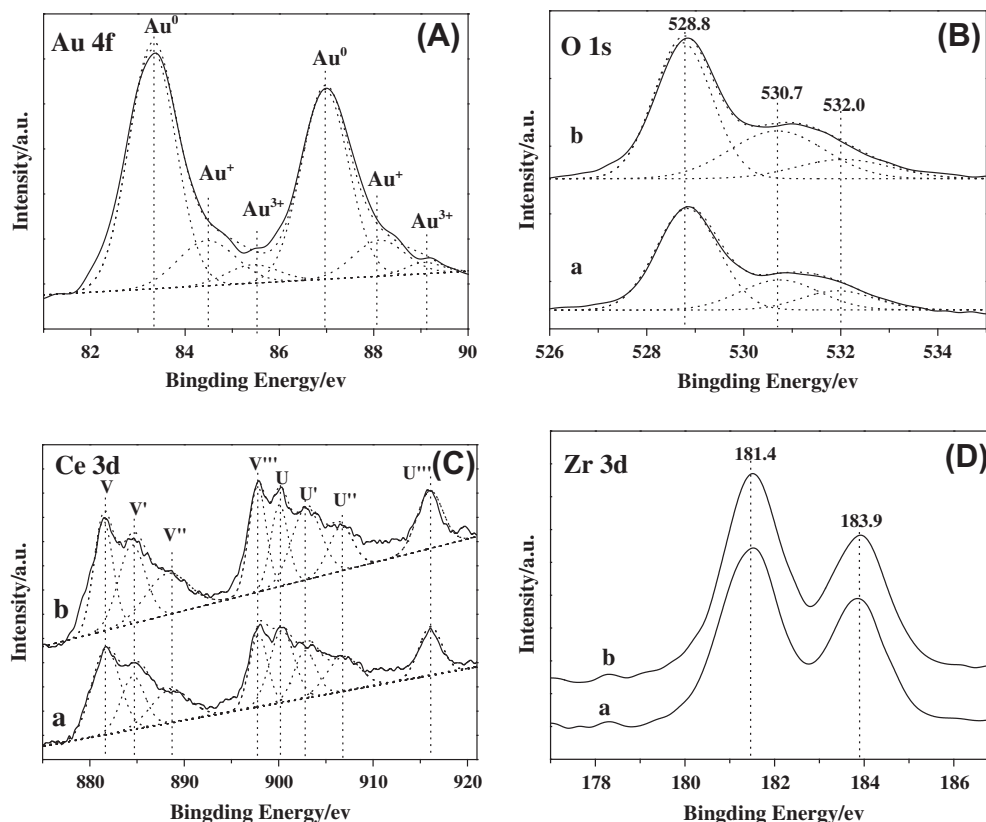 Au 4f
(A)
Au⁰
Au⁺
Au³⁺
Au⁰
Au⁺
Au³⁺
Intensity/a.u.
82 84 86 88 90
Bingding Energy/ev
O 1s
(B)
528.8
530.7
532.0
b
a
Intensity/a.u.
526 528 530 532 534
Bingding Energy/ev
Ce 3d
(C)
V
V'
V''
V'''
U
U'
U''
U'''
b
a
Intensity/a.u.
880 890 900 910 920
Bingding Energy/ev
Zr 3d
(D)
181.4
183.9
b
a
Intensity/a.u.
178 180 182 184 186
Bingding Energy/ev